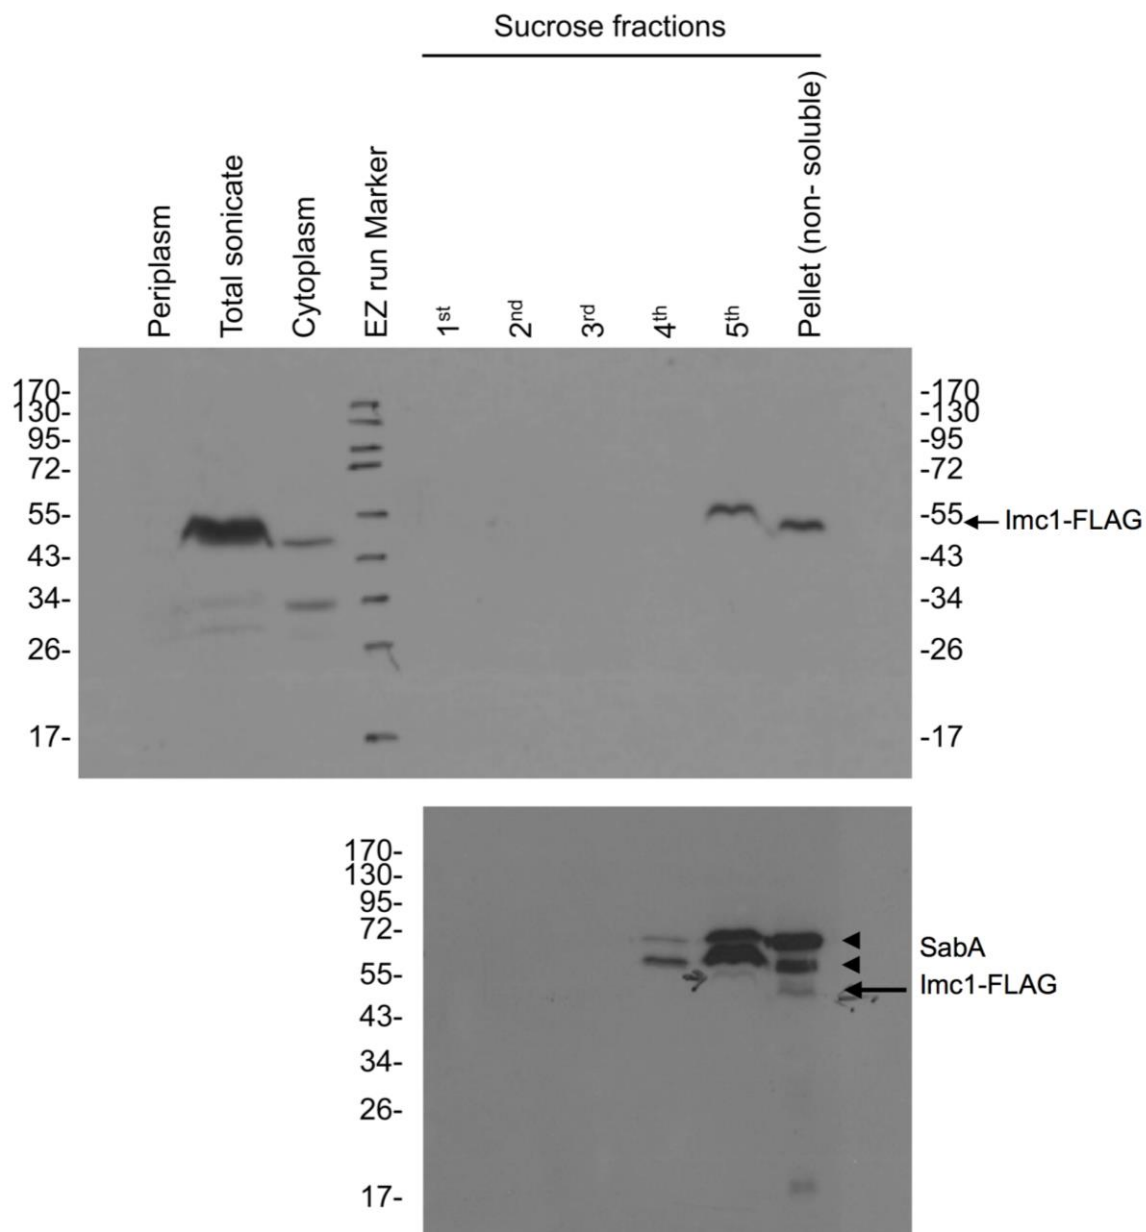 Sucrose fractions
Periplasm
Total sonicate
Cytoplasm
EZ run Marker
1st
2nd
3rd
4th
5th
Pellet (non- soluble)
170- -170
130- -130
95- -95
72- -72
55- -55
Imc1-FLAG
43- -43
34- -34
26- -26
17- -17
170-
130-
95-
72-
SabA
55-
Imc1-FLAG
43-
34-
26-
17-